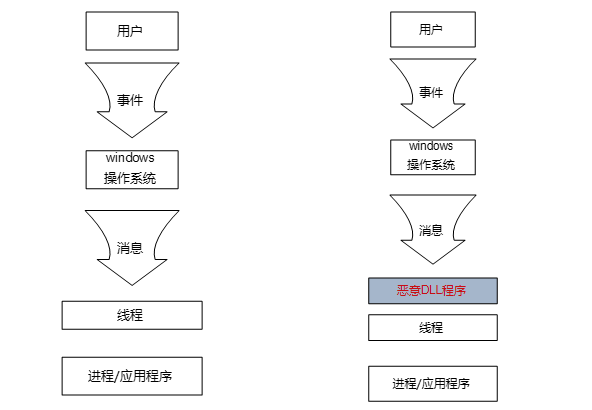 用户
事件
windows
操作系统
消息
线程
进程/应用程序
用户
事件
windows
操作系统
消息
恶意DLL程序
线程
进程/应用程序